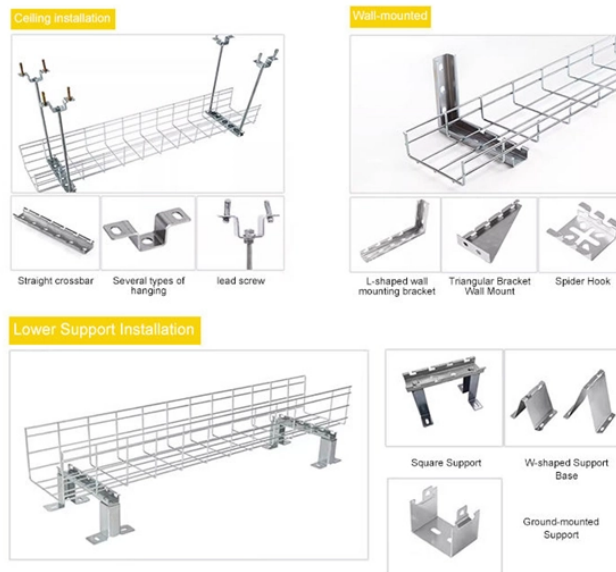 Ceiling installation
Wall-mounted
Straight crossbar
Several types of
hanging
lead screw
L-shaped wall
mounting bracket
Triangular Bracket
Wall Mount
Spider Hook
Lower Support Installation
Square Support
W-shaped Support
Base
Ground-mounted
Support